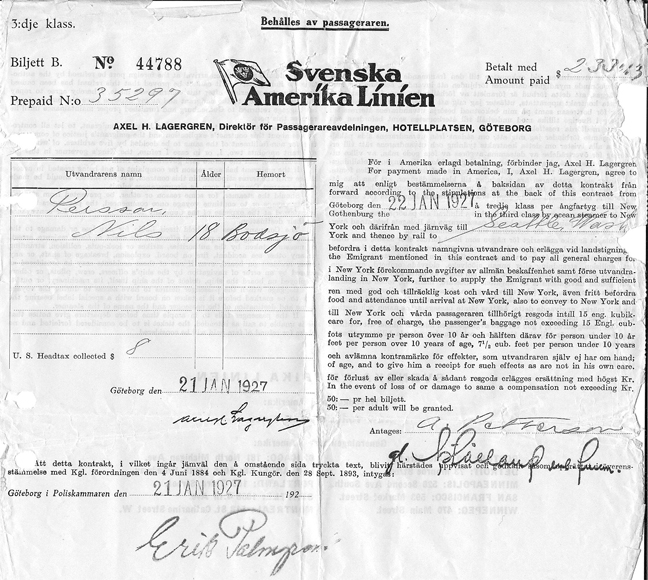 3:dje klass.
Behålles av passageraren.
Biljett B. No 44788
Betalt med
Amount paid $ 233.13
Prepaid N:o 35297
Svenska
Amerika Linien
AXEL H. LAGERGREN, Direktör för Passagerareavdelningen, HOTELLPLATSEN, GÖTEBORG
Utvandrarens namn Ålder Hemort
Persson,
Nils 18 Bodsjö
U. S. Headtax collected $ 8
Göteborg den 21 JAN 1927
För i Amerika erlagd betalning, förbinder jag, Axel H. Lagergren
For payment made in America, I, Axel H. Lagergren, agree to
mig att enligt bestämmelserna å baksidan av detta kontrakt från
forward according to the stipulations at the back of this contract from
Göteborg den 22 JAN 1927 å tredje klass per ångfartyg till New
Gothenburg the in the third class by ocean steamer to New
York och därifrån med järnväg till Seattle, Wash
York and thence by rail to
befordra i detta kontrakt namngivna utvandrare och erlägga vid landstigning
the Emigrant mentioned in this contract and to pay all general charges for
i New York förekommande avgifter av allmän beskaffenhet samt förse utvandra-
landing in New York, further to supply the Emigrant with good and sufficient
ren med god och tillräcklig kost och vård till New York, även fritt befordra
food and attendance until arrival at New York, also to convey to New York and
till New York och vårda passageraren tillhörigt resgods intill 15 eng. kubik-
care for, free of charge, the passenger's baggage not exceeding 15 Engl. cub-
fots utrymme pr person över 10 år och hälften därav för person under 10 år
feet per person over 10 years of age, 7½ cub. feet per person under 10 years
och avlämna kontramärke för effekter, som utvandraren själv ej har om hand;
of age, and to give him a receipt for such effects as are not in his own care.
för förlust av eller skada å sådant resgods erlägges ersättning med högst Kr.
In the event of loss of or damage to same a compensation not exceeding Kr.
50:— pr hel biljett.
50:— per adult will be granted.
Antages: A. Petterson
Att detta kontrakt, i vilket ingår jämväl den å omstående sida tryckta text, blivit härstädes uppvisat och
stämmelse med Kgl. förordningen den 4 Juni 1884 och Kgl. Kungor. den 28 Sept. 1893, intygar:
Göteborg i Poliskammaren den 21 JAN 1927 192
Erik Palmgren